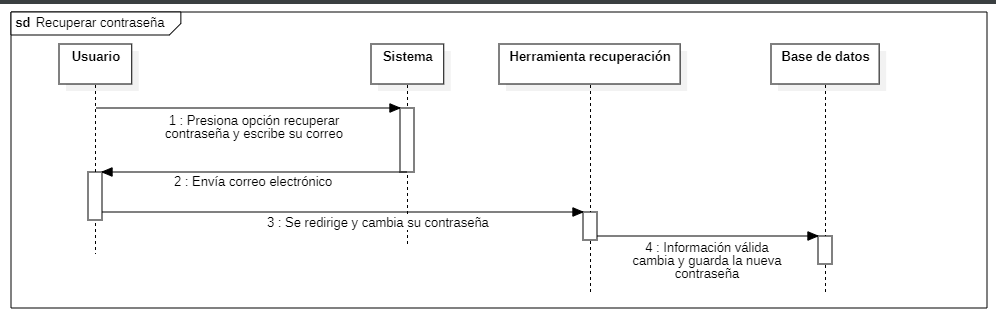 sd Recuperar contraseña
Usuario
Sistema
Herramienta recuperación
Base de datos
1 : Presiona opción recuperar
contraseña y escribe su correo
2 : Envía correo electrónico
3 : Se redirige y cambia su contraseña
4 : Información válida
cambia y guarda la nueva
contraseña